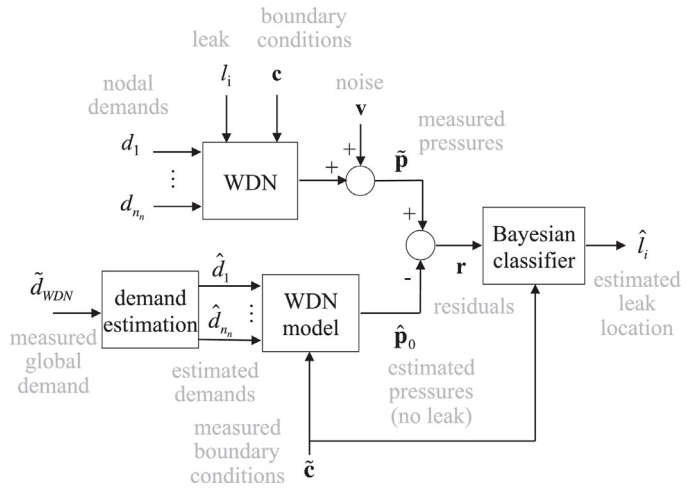 boundary
conditions
leak
nodal
demands
l_i
c
noise
v
measured
pressures
d_1
⋮
d_{n_n}
WDN
+
+
p̃
+
-
r
Bayesian
classifier
l̂_i
estimated
leak
location
residuals
d̃_{WDN}
measured
global
demand
demand
estimation
d̂_1
⋮
d̂_{n_n}
estimated
demands
WDN
model
p̂_0
estimated
pressures
(no leak)
measured
boundary
conditions
c̃